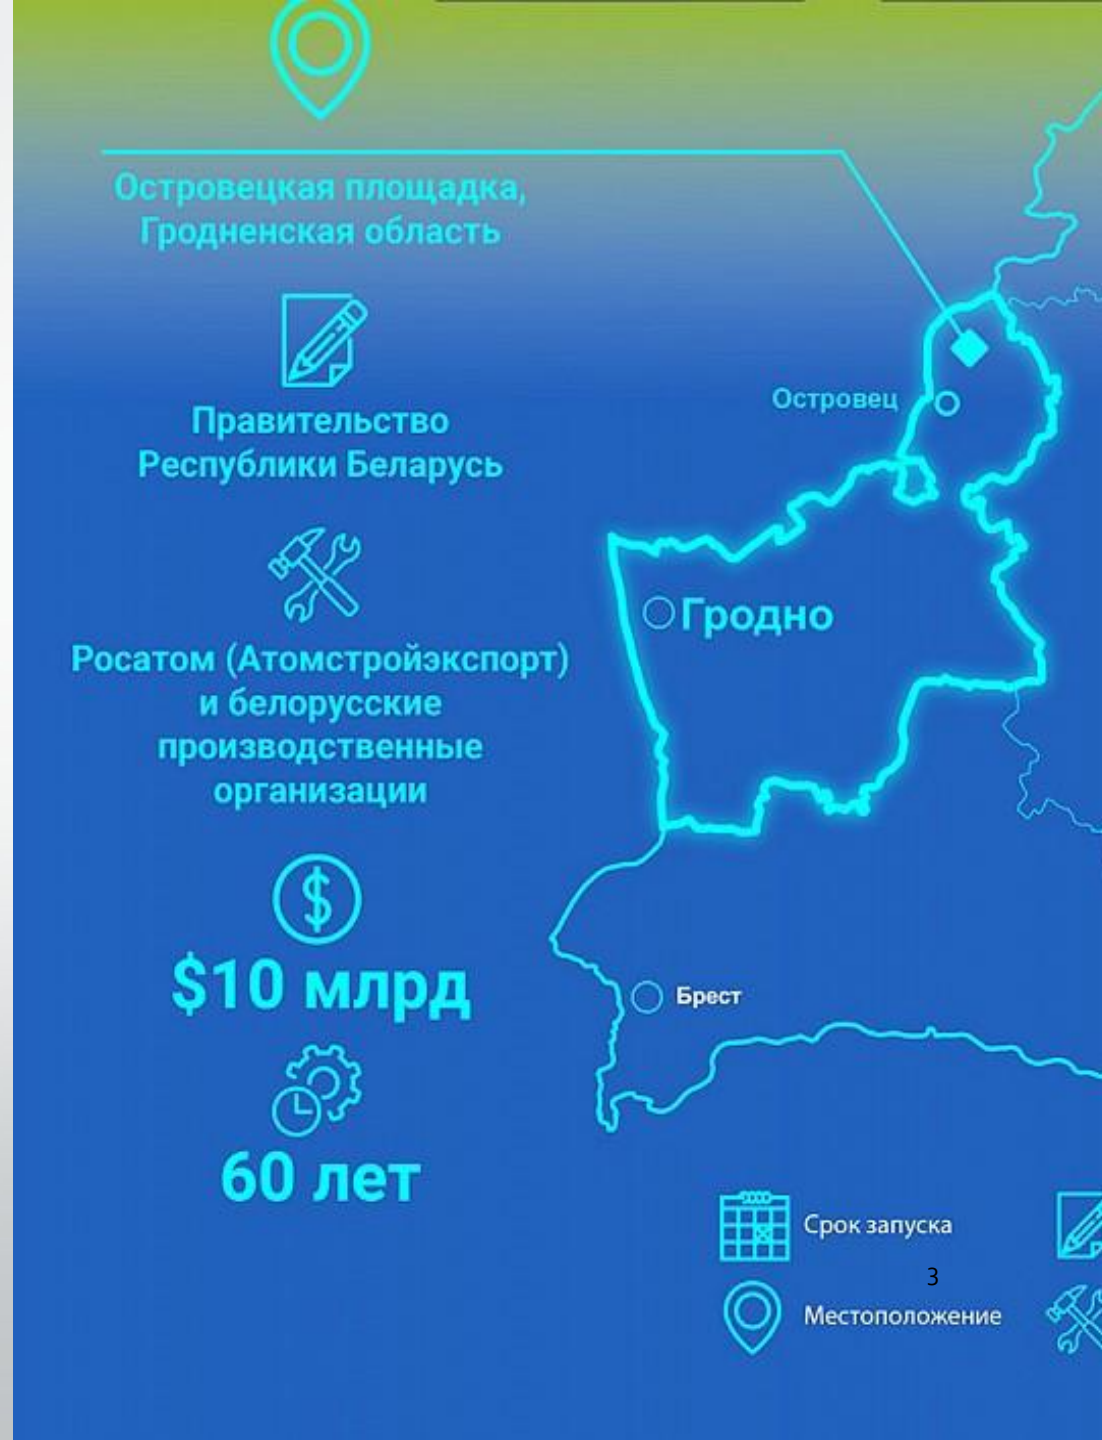 Островецкая площадка,
Гродненская область
Правительство
Республики Беларусь
Росатом (Атомстройэкспорт)
и белорусские
производственные
организации
$10 млрд
60 лет
Островец
Гродно
Брест
Срок запуска
3
Местоположение